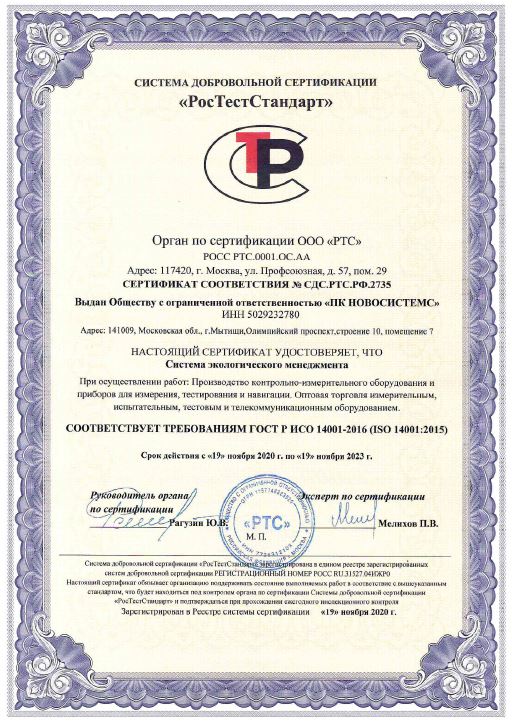 СИСТЕМА ДОБРОВОЛЬНОЙ СЕРТИФИКАЦИИ
«РосТестСтандарт»
СТР
Орган по сертификации ООО «РТС»
РОСС РТС.0001.ОС.АА
Адрес: 117420, г. Москва, ул. Профсоюзная, д. 57, пом. 29
СЕРТИФИКАТ СООТВЕТСТВИЯ № СДС.РТС.РФ.2735
Выдан Обществу с ограниченной ответственностью «ПК НОВОСИСТЕМС»
ИНН 5029232780
Адрес: 141009, Московская обл., г.Мытищи,Олимпийский проспект,строение 10, помещение 7
НАСТОЯЩИЙ СЕРТИФИКАТ УДОСТОВЕРЯЕТ, ЧТО
Система экологического менеджмента
При осуществлении работ: Производство контрольно-измерительного оборудования и
приборов для измерения, тестирования и навигации. Оптовая торговля измерительным,
испытательным, тестовым и телекоммуникационным оборудованием.
СООТВЕТСТВУЕТ ТРЕБОВАНИЯМ ГОСТ Р ИСО 14001-2016 (ISO 14001:2015)
Срок действия с «19» ноября 2020 г. по «19» ноября 2023 г.
Руководитель органа
по сертификации
Рагузин Ю.В.
«РТС»
М. П.
Эксперт по сертификации
Мелихов П.В.
Система добровольной сертификации «РосТестСтандарт» зарегистрирована в едином реестре зарегистрированных
систем добровольной сертификации РЕГИСТРАЦИОННЫЙ НОМЕР РОСС RU.31527.04ИЖР0
Настоящий сертификат обязывает организацию поддерживать состояние выполняемых работ в соответствие с вышеуказанным
стандартом, что будет находиться под контролем органа по сертификации Системы добровольной сертификации
«РосТестСтандарт» и подтверждаться при прохождении ежегодного инспекционного контроля
Зарегистрирован в Реестре системы сертификации «19» ноября 2020 г.